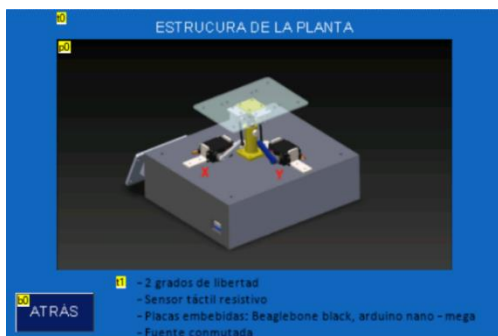 t0
ESTRUCURA DE LA PLANTA
p0
X Y
t1
- 2 grados de libertad
- Sensor táctil resistivo
- Placas embebidas: Beaglebone black, arduino nano - mega
- Fuente conmutada
b0
ATRÁS